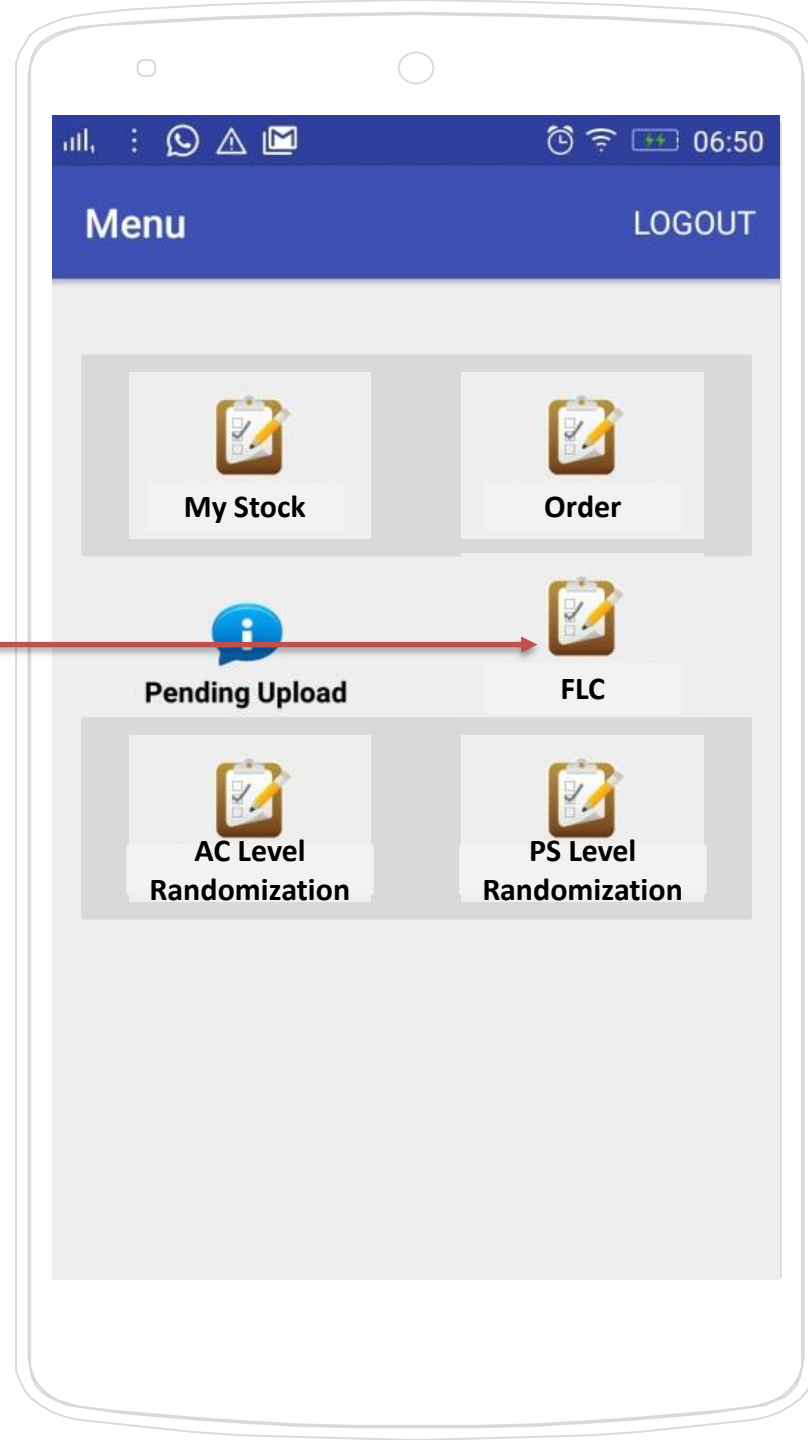 06:50
Menu LOGOUT
My Stock Order
Pending Upload FLC
AC Level PS Level
Randomization Randomization